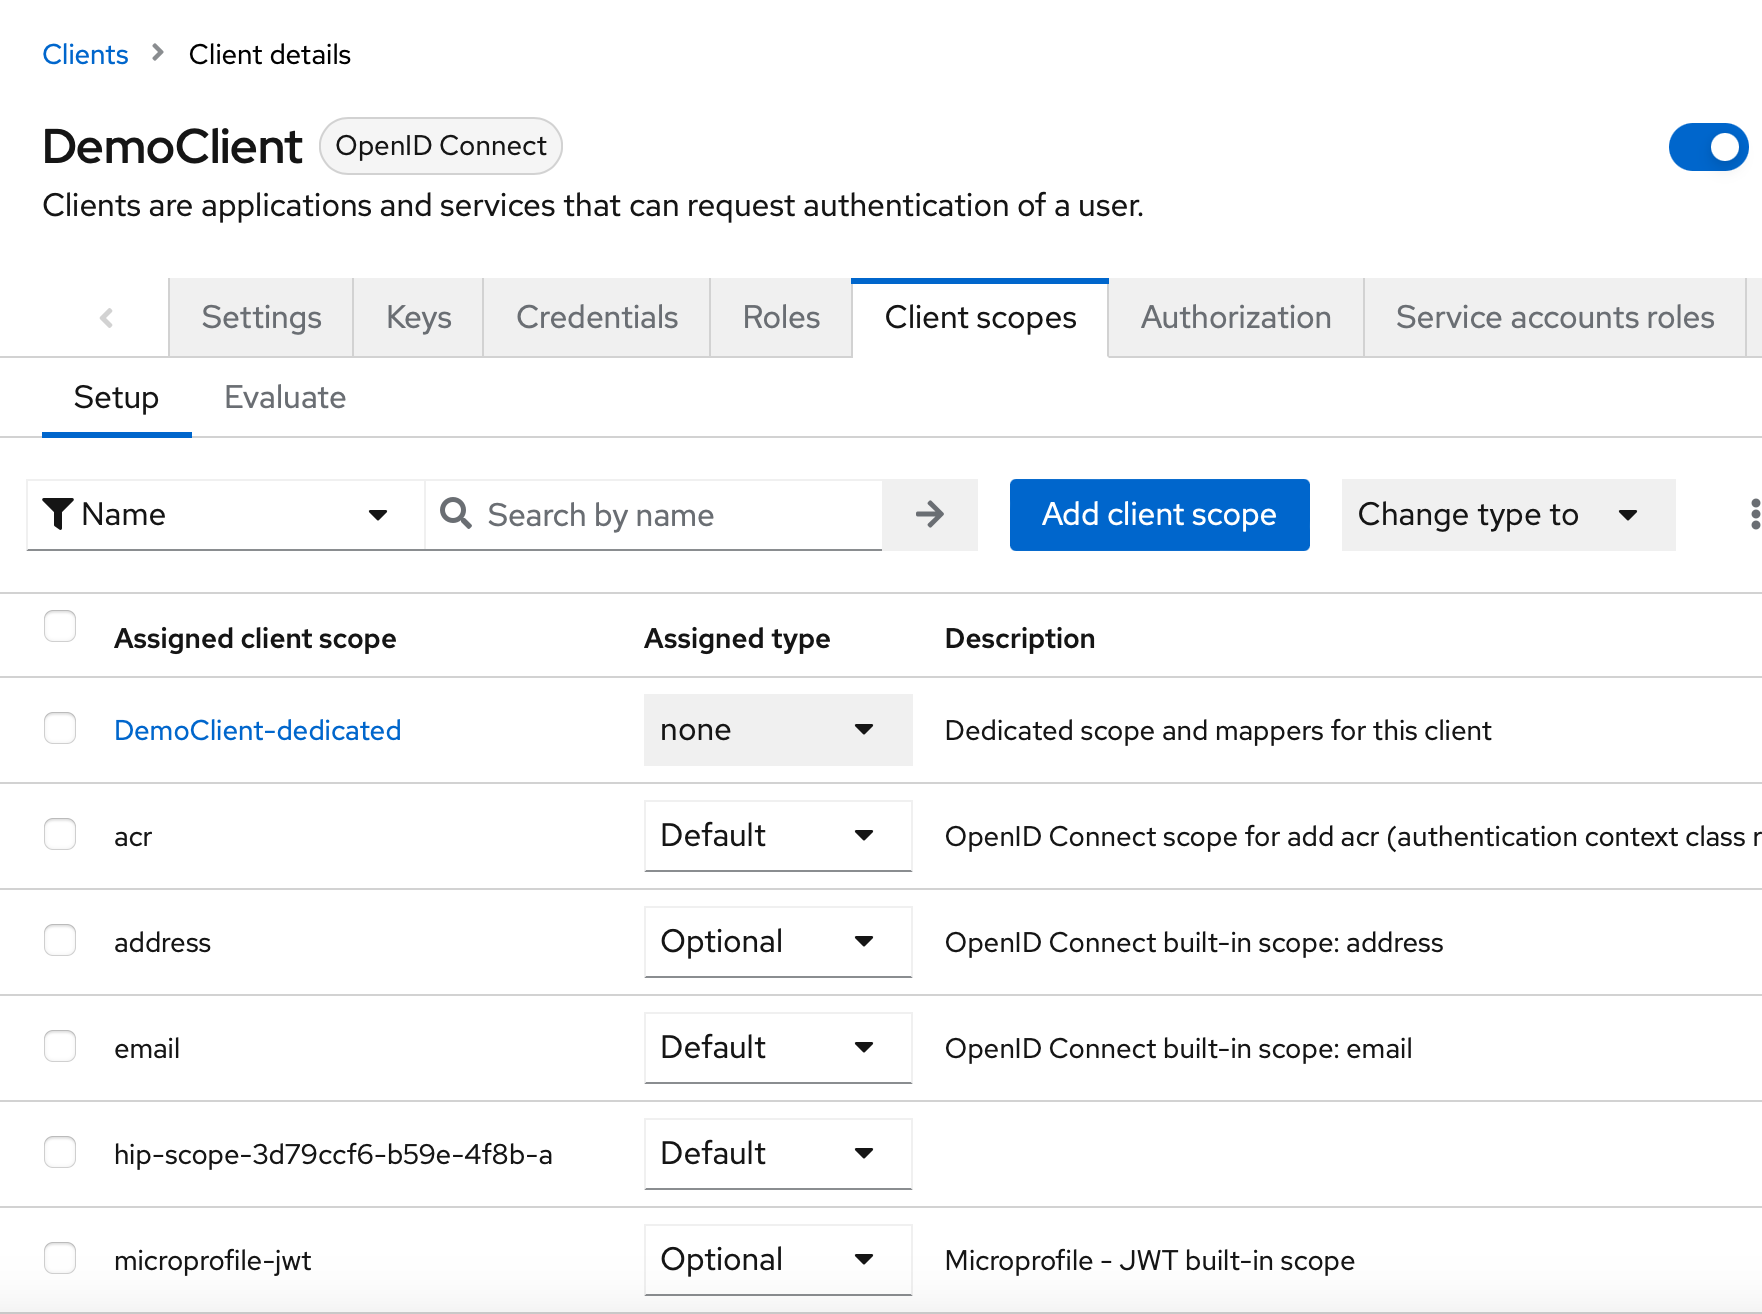 Clients > Client details
DemoClient OpenID Connect
Clients are applications and services that can request authentication of a user.
Settings Keys Credentials Roles Client scopes Authorization Service accounts roles
Setup Evaluate
Name Search by name Add client scope Change type to
Assigned client scope Assigned type Description
DemoClient-dedicated none Dedicated scope and mappers for this client
acr Default OpenID Connect scope for add acr (authentication context class r
address Optional OpenID Connect built-in scope: address
email Default OpenID Connect built-in scope: email
hip-scope-3d79ccf6-b59e-4f8b-a Default
microprofile-jwt Optional Microprofile - JWT built-in scope